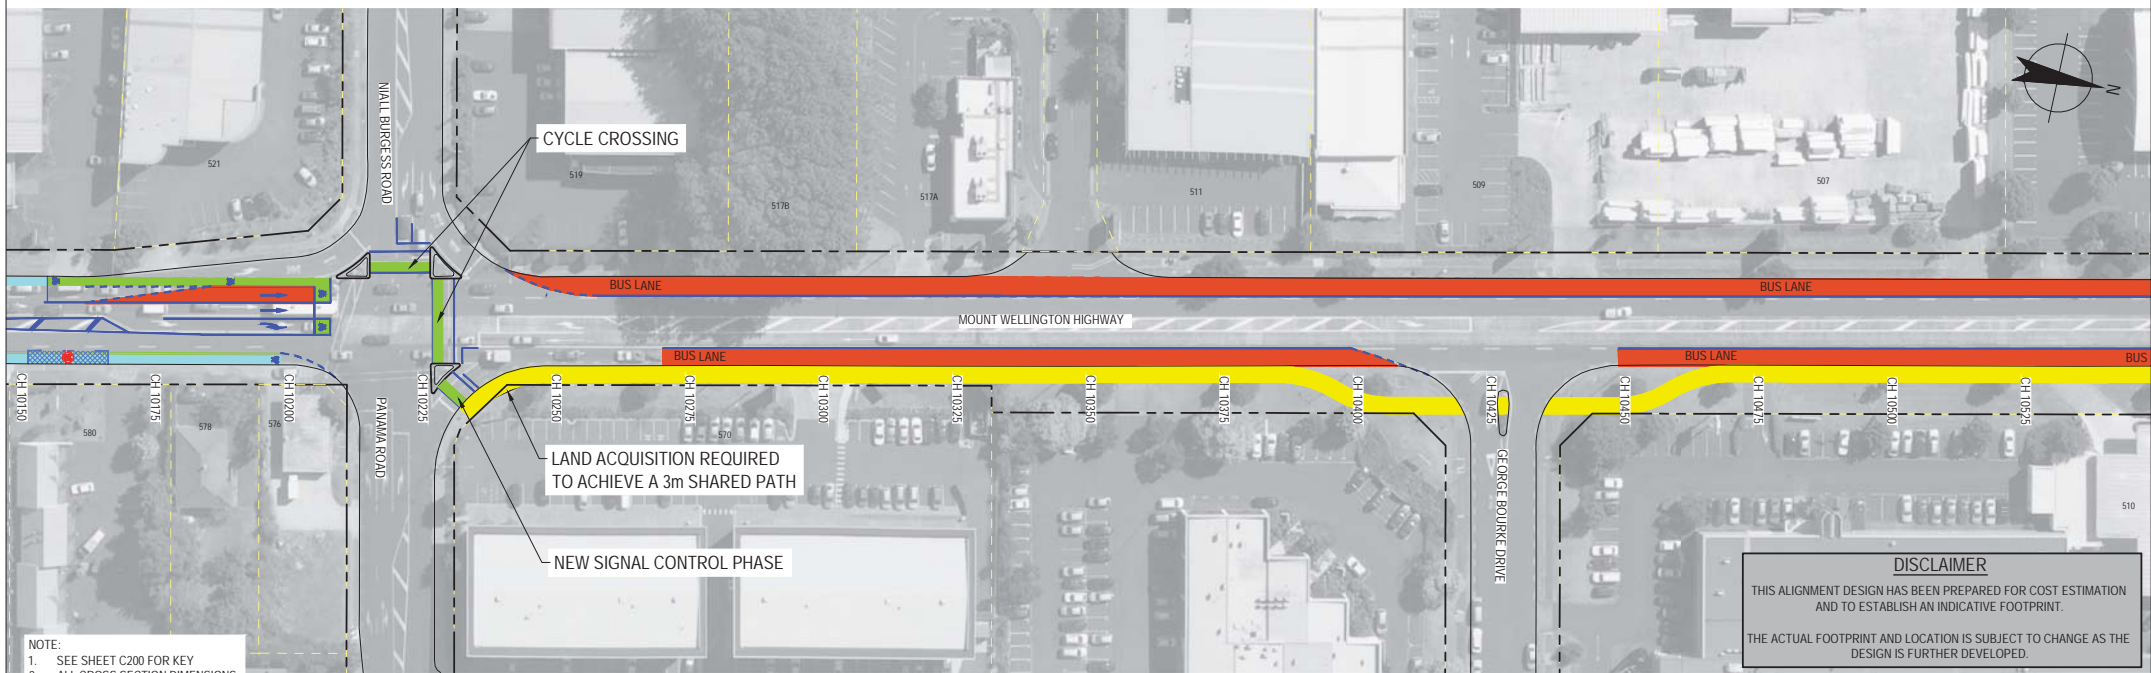 N
NIALL BURGESS ROAD
CYCLE CROSSING
521
519
517B
517A
511
509
507
BUS LANE
BUS LANE
MOUNT WELLINGTON HIGHWAY
BUS LANE
BUS LANE
BUS
CH 10150
CH 10175
CH 10200
CH 10225
CH 10250
CH 10275
CH 10300
CH 10325
CH 10350
CH 10375
CH 10400
CH 10425
CH 10450
CH 10475
CH 10500
CH 10525
580
578
576
PANAMA ROAD
570
LAND ACQUISITION REQUIRED
TO ACHIEVE A 3m SHARED PATH
NEW SIGNAL CONTROL PHASE
GEORGE BOURKE DRIVE
510
DISCLAIMER
THIS ALIGNMENT DESIGN HAS BEEN PREPARED FOR COST ESTIMATION
AND TO ESTABLISH AN INDICATIVE FOOTPRINT.
THE ACTUAL FOOTPRINT AND LOCATION IS SUBJECT TO CHANGE AS THE
DESIGN IS FURTHER DEVELOPED.
NOTE:
1. SEE SHEET C200 FOR KEY
ALL CROSS SECTION DIMENSIONS